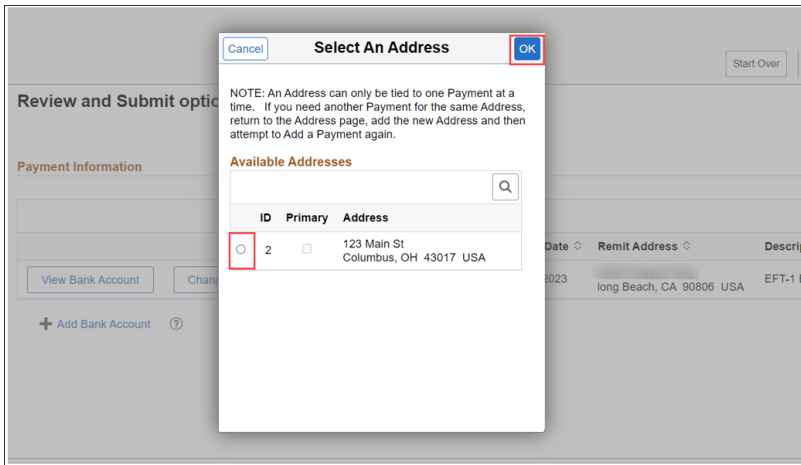 Cancel Select An Address OK
Start Over
NOTE: An Address can only be tied to one Payment at a
time. If you need another Payment for the same Address,
return to the Address page, add the new Address and then
attempt to Add a Payment again.
Review and Submit optic
Available Addresses
Payment Information
ID Primary Address
2 123 Main St
Columbus, OH 43017 USA
Date Remit Address Descrip
View Bank Account Chang 2023 long Beach, CA 90806 USA EFT-1 
Add Bank Account ?